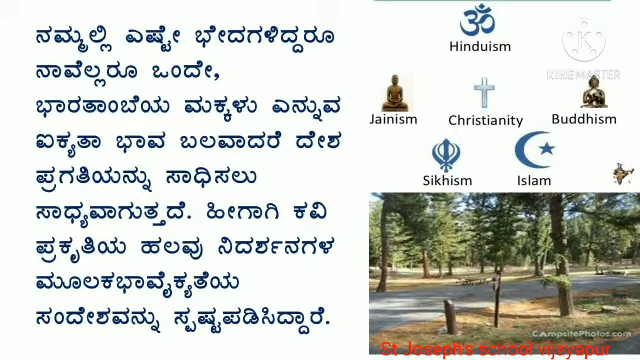 ನಮ್ಮಲ್ಲಿ ಎಷ್ಟೇ ಭೇದಗಳಿದ್ದರೂ
ನಾವೆಲ್ಲರೂ ಒಂದೇ,
ಭಾರತಾಂಬೆಯ ಮಕ್ಕಳು ಎನ್ನುವ
ಐಕ್ಯತಾ ಭಾವ ಬಲವಾದರೆ ದೇಶ
ಪ್ರಗತಿಯನ್ನು ಸಾಧಿಸಲು
ಸಾಧ್ಯವಾಗುತ್ತದೆ. ಹೀಗಾಗಿ ಕವಿ
ಪ್ರಕೃತಿಯ ಹಲವು ನಿದರ್ಶನಗಳ
ಮೂಲಕಭಾವೈಕ್ಯತೆಯ
ಸಂದೇಶವನ್ನು ಸ್ಪಷ್ಟಪಡಿಸಿದ್ದಾರೆ.
ॐ
Hinduism
KINEMASTER
Jainism
Christianity
Buddhism
Sikhism
Islam
CAmpsitePhotos.com
St Joseph's school vijsyapur